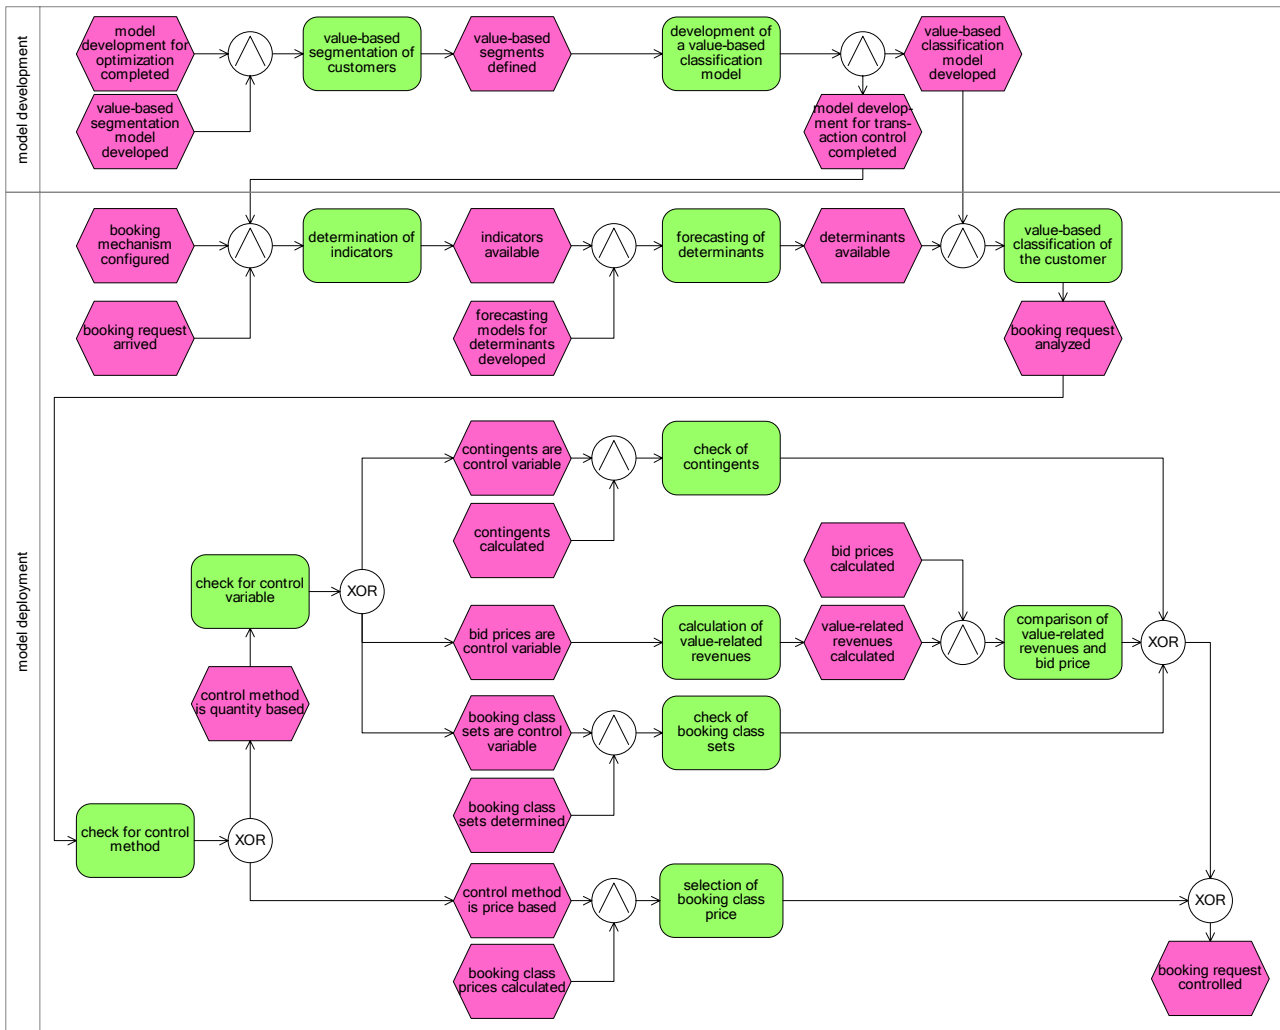 model development
model
development for
optimization
completed
value-based
segmentation of
customers
value-based
segments
defined
development of
a value-based
classification
model
value-based
classification
model
developed
value-based
segmentation
model
developed
model develop-
ment for trans-
action control
completed
model deployment
booking
mechanism
configured
determination of
indicators
indicators
available
forecasting of
determinants
determinants
available
value-based
classification of
the customer
booking request
arrived
forecasting
models for
determinants
developed
booking request
analyzed
contingents are
control variable
check of
contingents
contingents
calculated
bid prices
calculated
check for control
variable
XOR
bid prices are
control variable
calculation of
value-related
revenues
value-related
revenues
calculated
comparison of
value-related
revenues and
bid price
XOR
control method
is quantity based
booking class
sets are control
variable
check of
booking class
sets
booking class
sets determined
check for control
method
XOR
control method
is price based
selection of
booking class
price
XOR
booking class
prices calculated
booking request
controlled